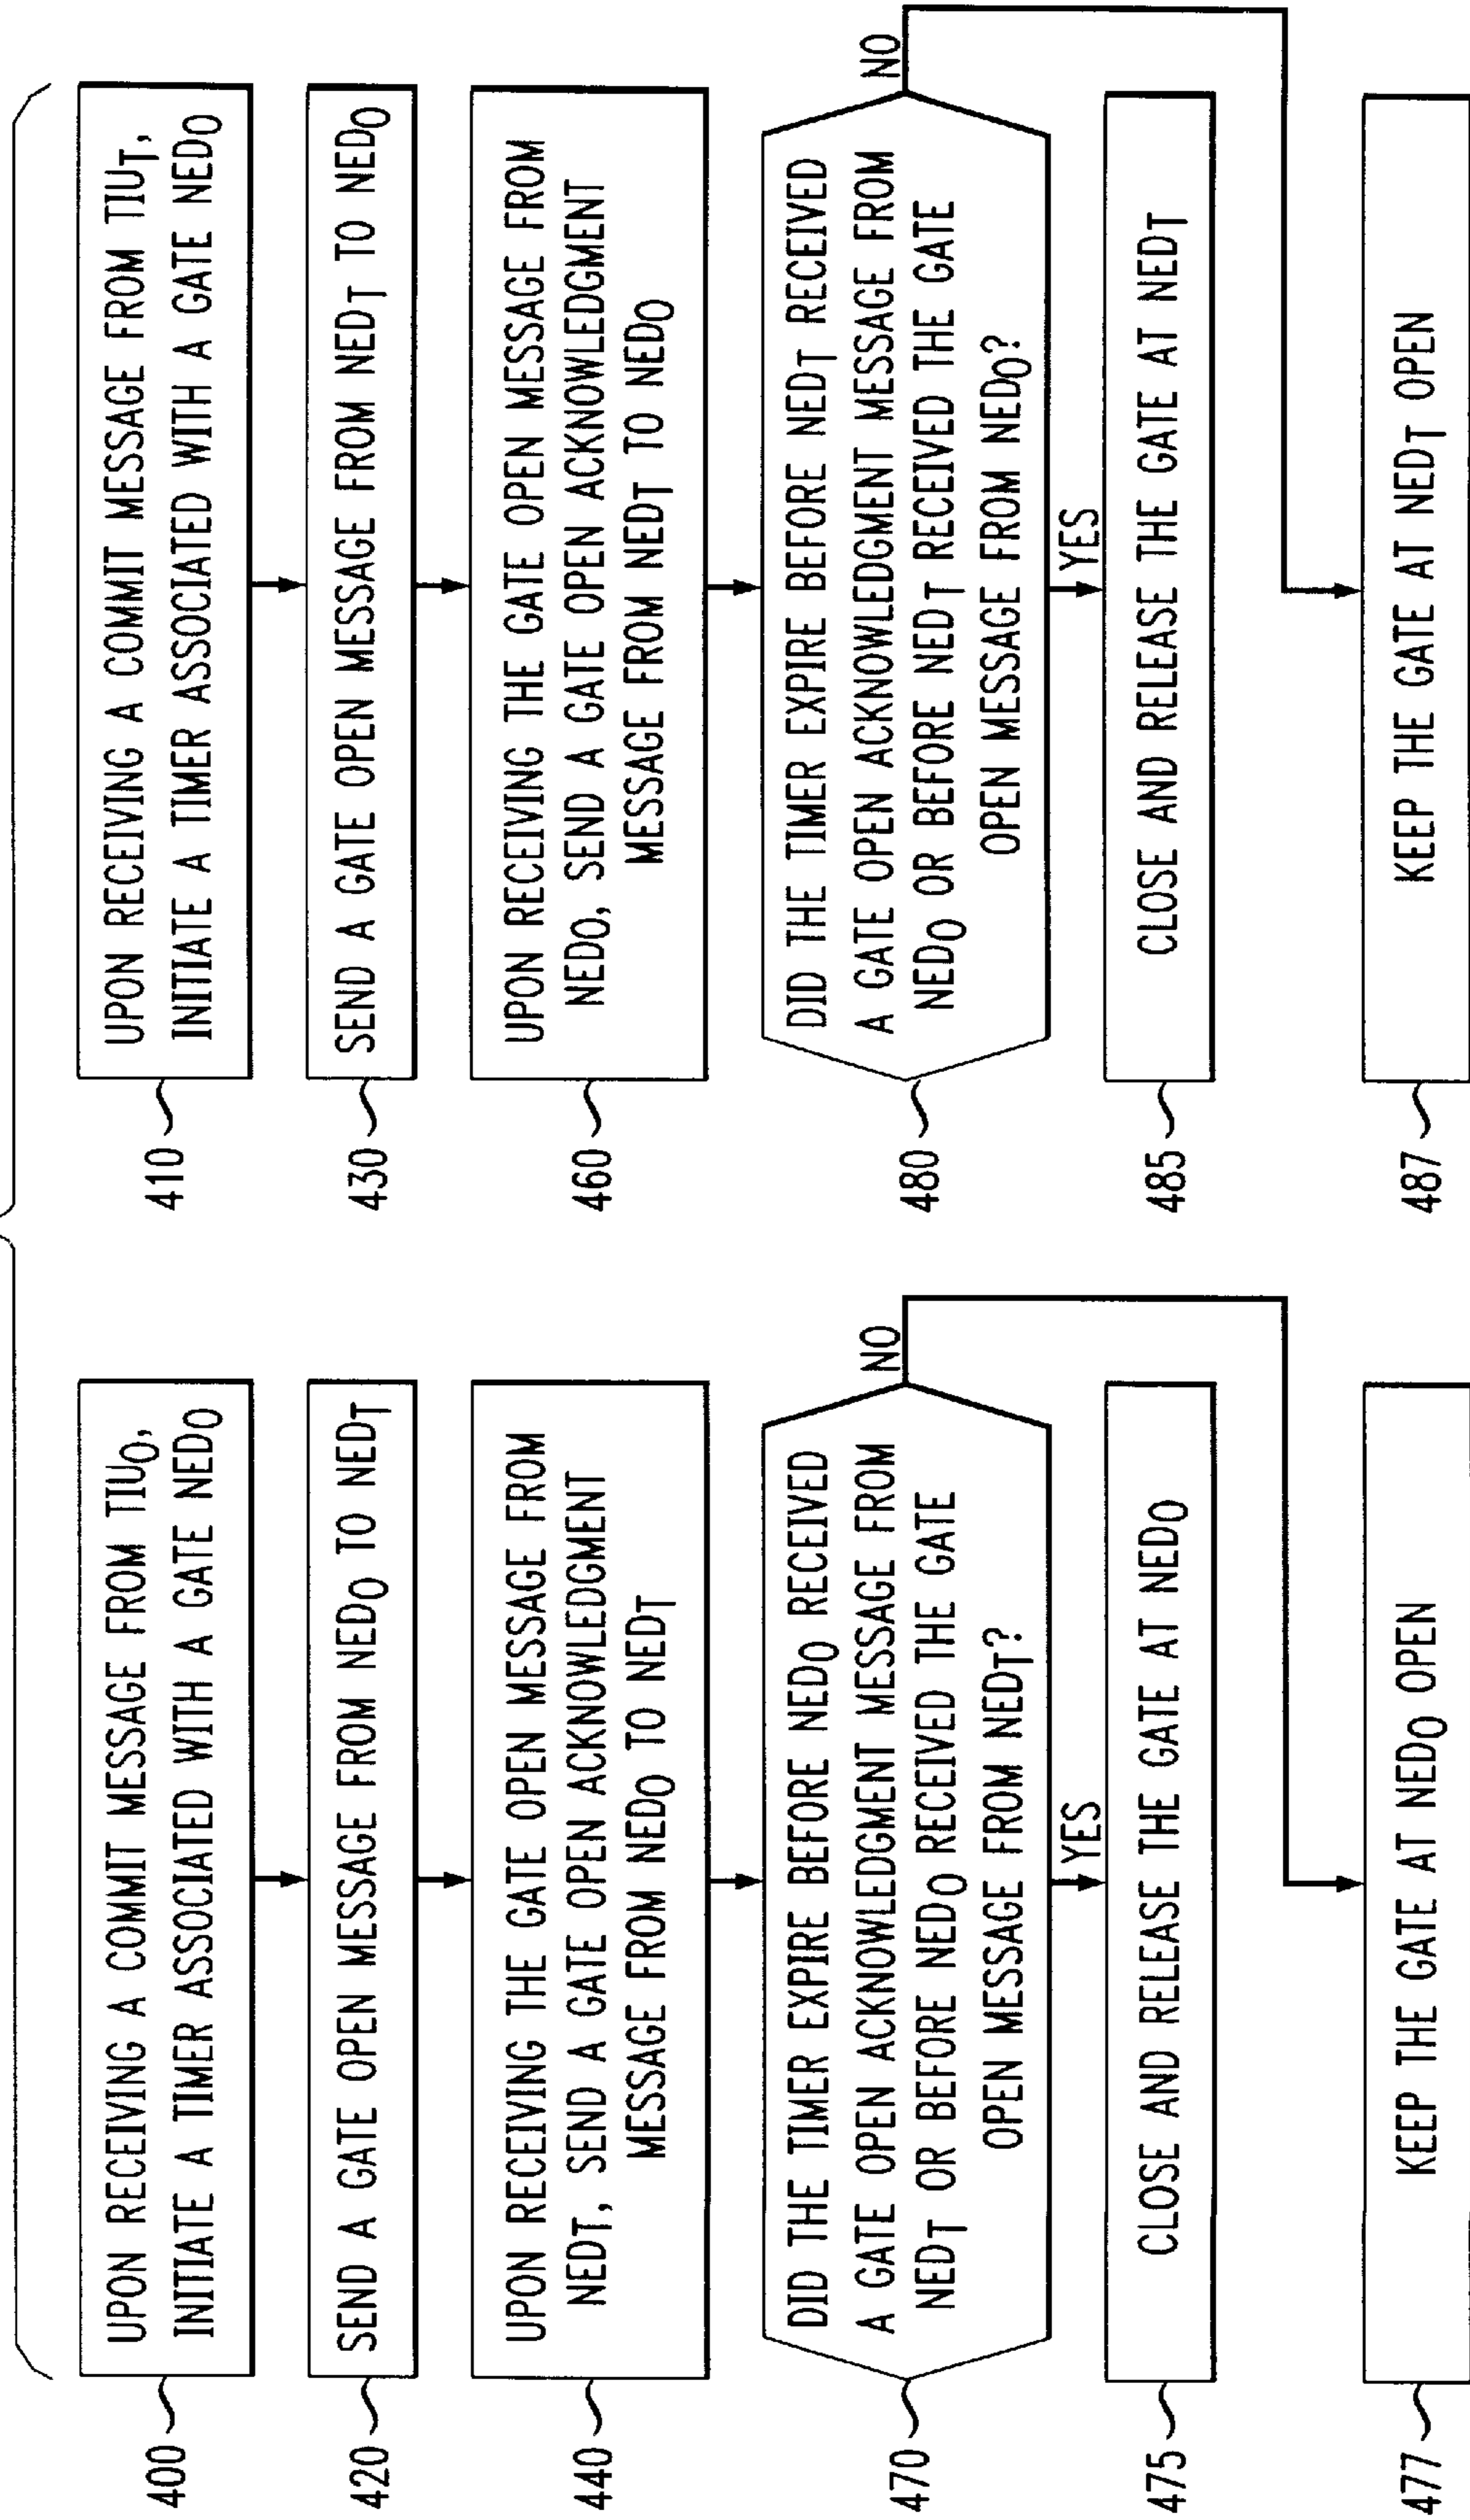 400
UPON RECEIVING A COMMIT MESSAGE FROM TIUO,
INITIATE A TIMER ASSOCIATED WITH A GATE NEDO
420
SEND A GATE OPEN MESSAGE FROM NEDO TO NEDT
440
UPON RECEIVING THE GATE OPEN MESSAGE FROM
NEDT, SEND A GATE OPEN ACKNOWLEDGMENT
MESSAGE FROM NEDO TO NEDT
470
DID THE TIMER EXPIRE BEFORE NEDO RECEIVED
A GATE OPEN ACKNOWLEDGMENT MESSAGE FROM
NEDT OR BEFORE NEDO RECEIVED THE GATE
OPEN MESSAGE FROM NEDT?
NO
YES
475
CLOSE AND RELEASE THE GATE AT NEDO
477
KEEP THE GATE AT NEDO OPEN
410
UPON RECEIVING A COMMIT MESSAGE FROM TIUT,
INITIATE A TIMER ASSOCIATED WITH A GATE NEDO
430
SEND A GATE OPEN MESSAGE FROM NEDT TO NEDO
460
UPON RECEIVING THE GATE OPEN MESSAGE FROM
NEDO, SEND A GATE OPEN ACKNOWLEDGMENT
MESSAGE FROM NEDT TO NEDO
480
DID THE TIMER EXPIRE BEFORE NEDT RECEIVED
A GATE OPEN ACKNOWLEDGMENT MESSAGE FROM
NEDO OR BEFORE NEDT RECEIVED THE GATE
OPEN MESSAGE FROM NEDO?
NO
YES
485
CLOSE AND RELEASE THE GATE AT NEDT
487
KEEP THE GATE AT NEDT OPEN